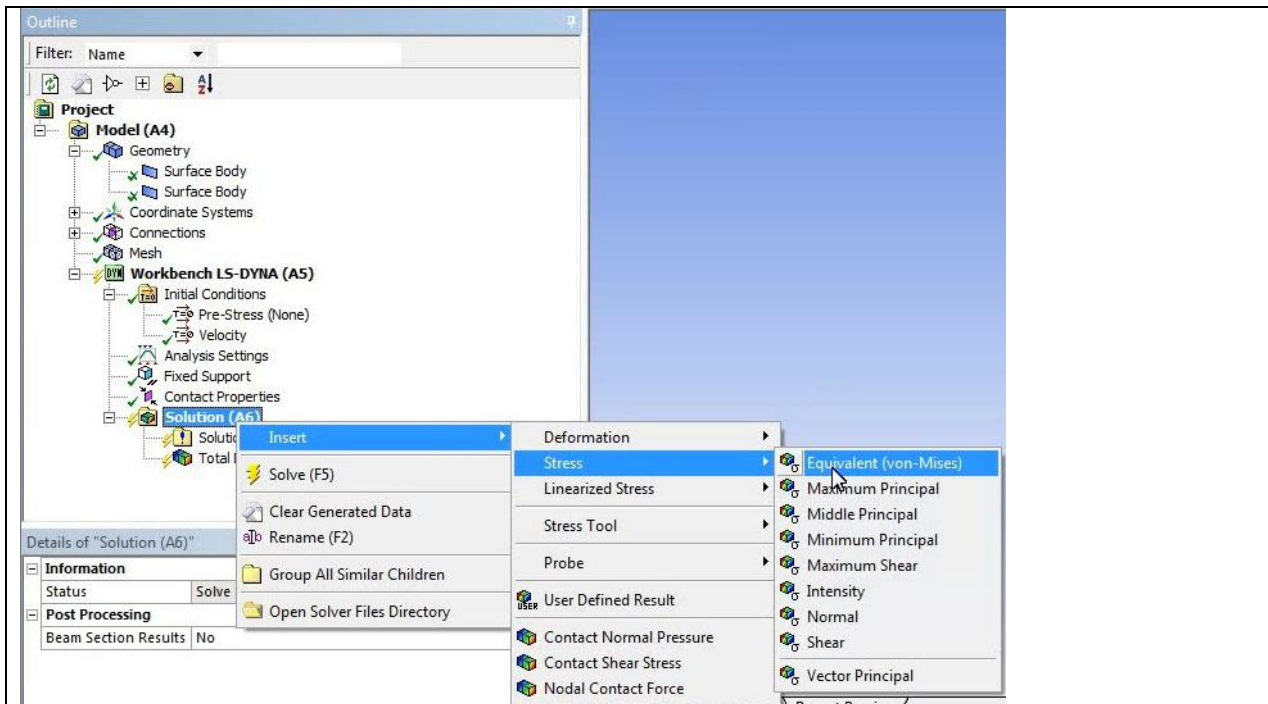 Outline
Filter: Name
Project
Model (A4)
Geometry
Surface Body
Surface Body
Coordinate Systems
Connections
Mesh
Workbench LS-DYNA (A5)
Initial Conditions
Pre-Stress (None)
Velocity
Analysis Settings
Fixed Support
Contact Properties
Solution (A6)
Total
Insert
Solve (F5)
Clear Generated Data
Rename (F2)
Group All Similar Children
Open Solver Files Directory
Deformation
Stress
Linearized Stress
Stress Tool
Probe
User Defined Result
Contact Normal Pressure
Contact Shear Stress
Nodal Contact Force
Equivalent (von-Mises)
Maximum Principal
Middle Principal
Minimum Principal
Maximum Shear
Intensity
Normal
Shear
Vector Principal
Details of "Solution (A6)"
Information
Status Solve
Post Processing
Beam Section Results No